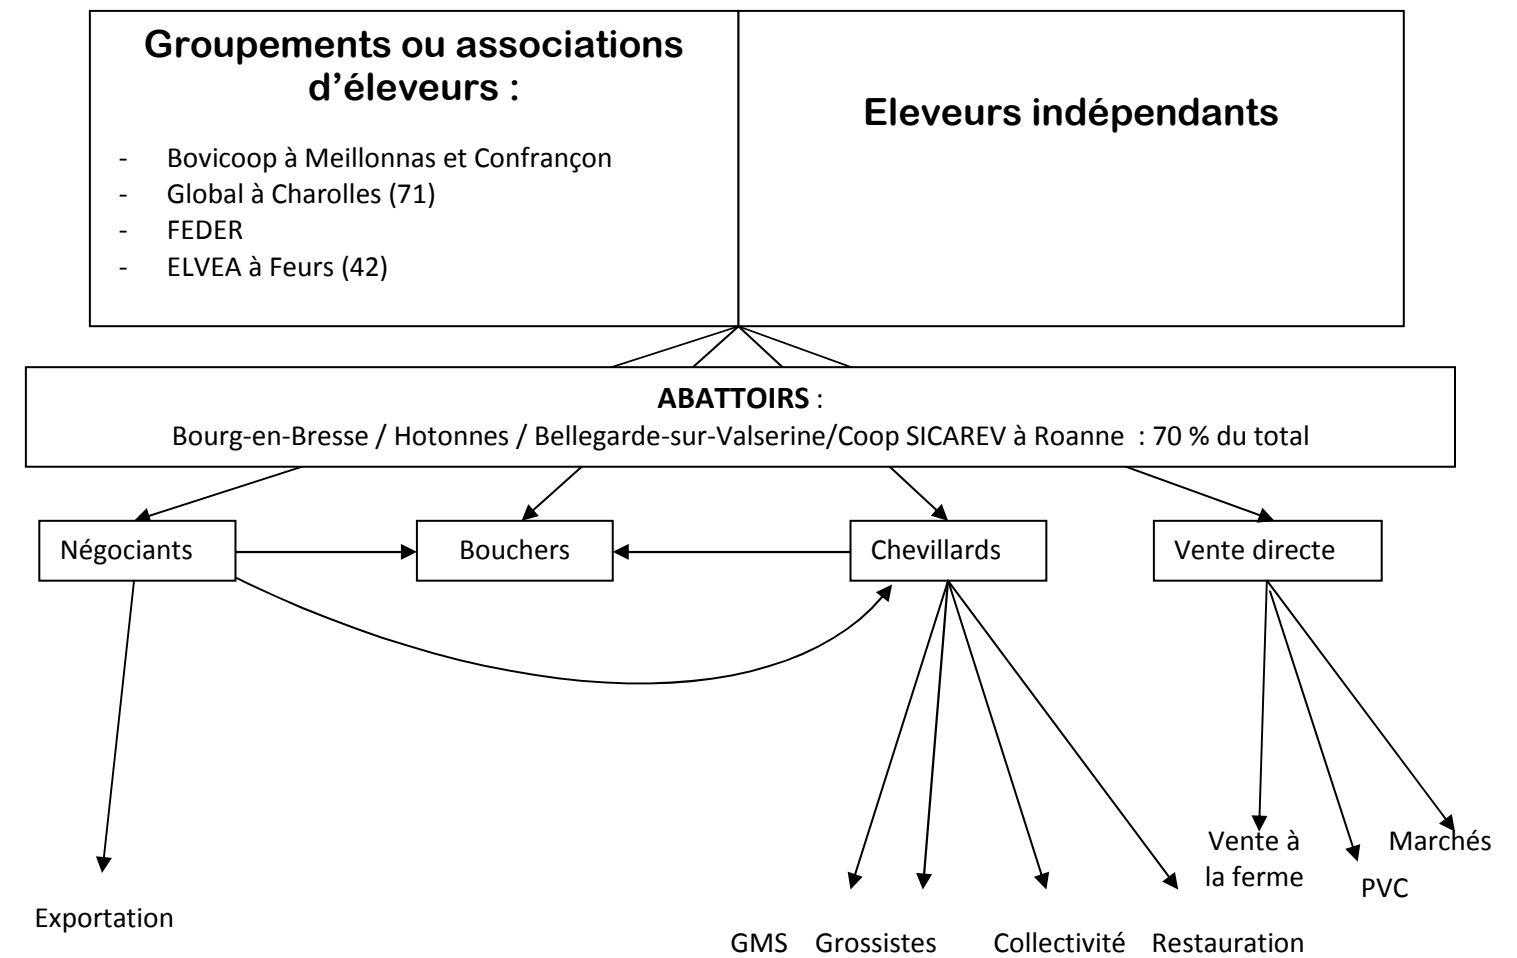 Groupements ou associations
d’éleveurs :
- Bovicoop à Meillonnas et Confrançon
- Global à Charolles (71)
- FEDER
- ELVEA à Feurs (42)
Eleveurs indépendants
ABATTOIRS :
Bourg-en-Bresse / Hotonnes / Bellegarde-sur-Valserine/Coop SICAREV à Roanne : 70 % du total
Négociants
Bouchers
Chevillards
Vente directe
Vente à
la ferme
Marchés
PVC
Exportation
GMS
Grossistes
Collectivité
Restauration